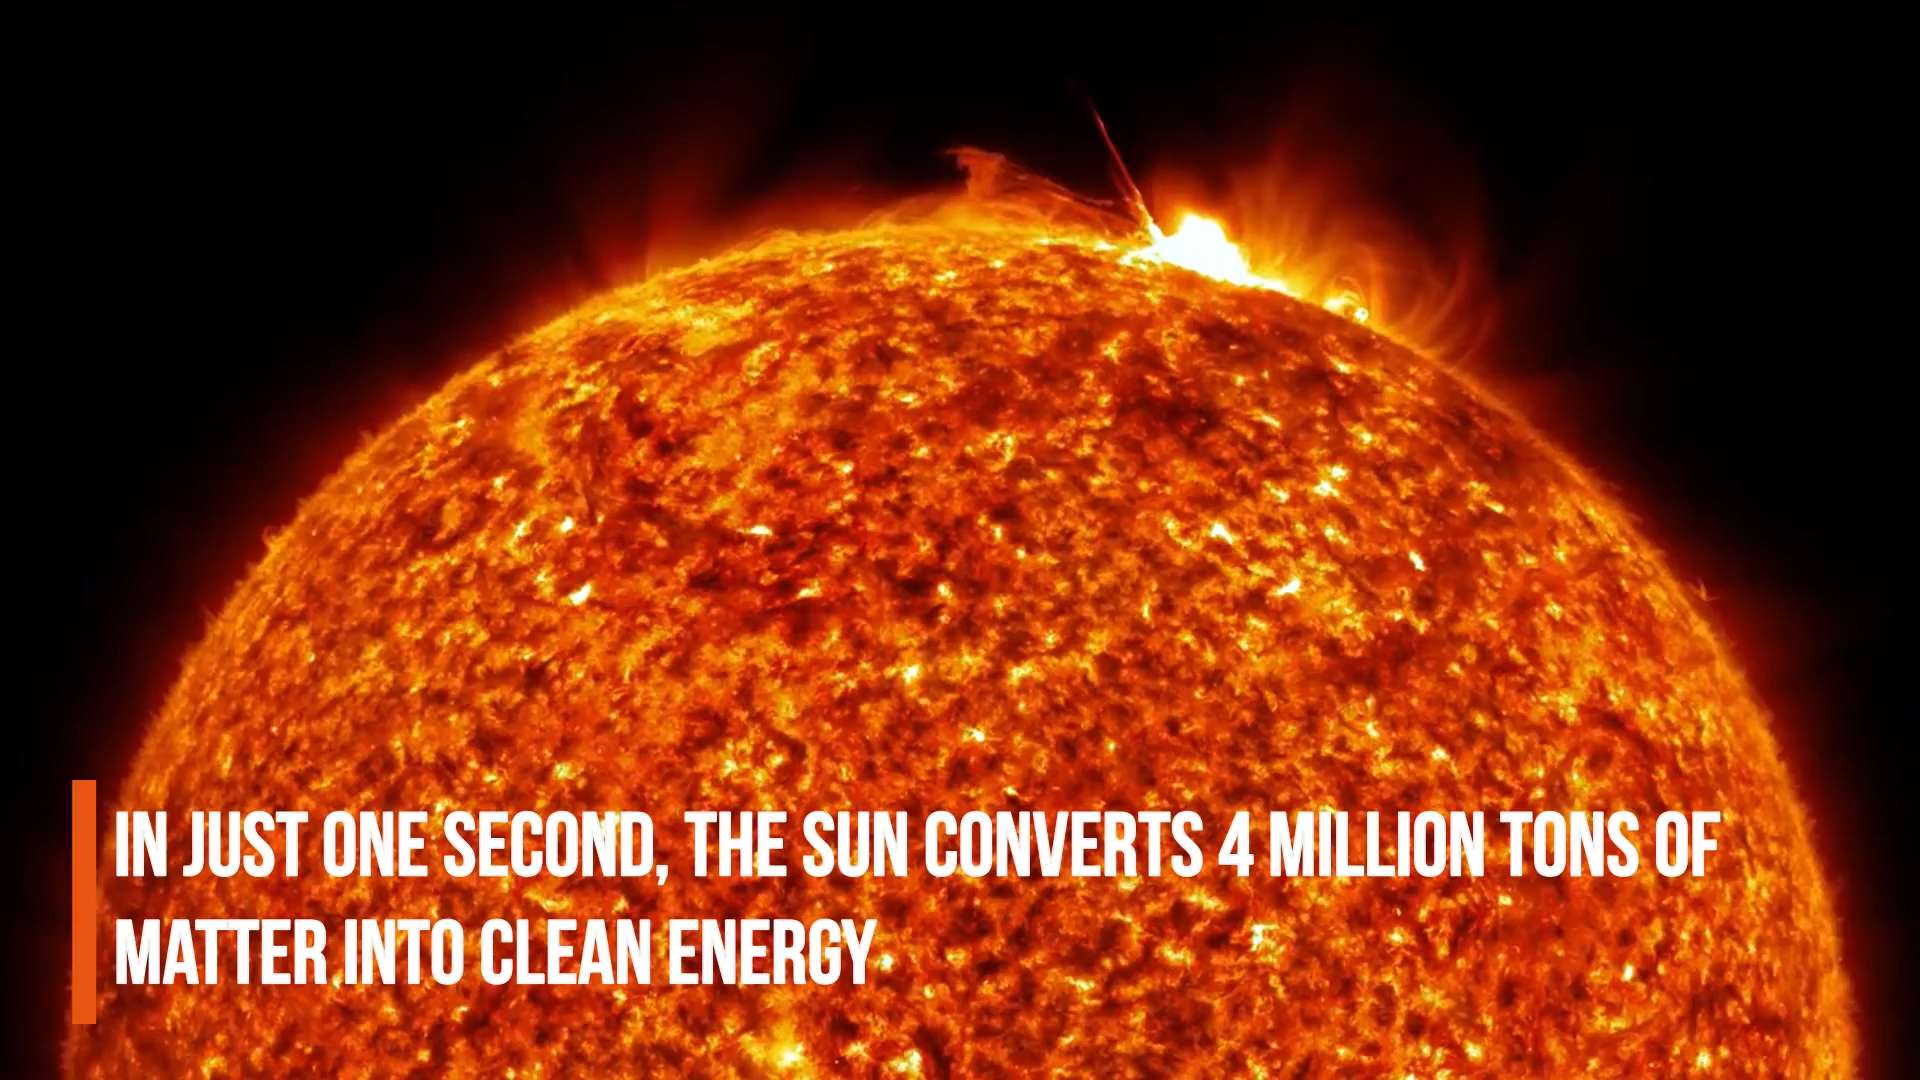 IN JUST ONE SECOND, THE SUN CONVERTS 4 MILLION TONS OF
MATTER INTO CLEAN ENERGY